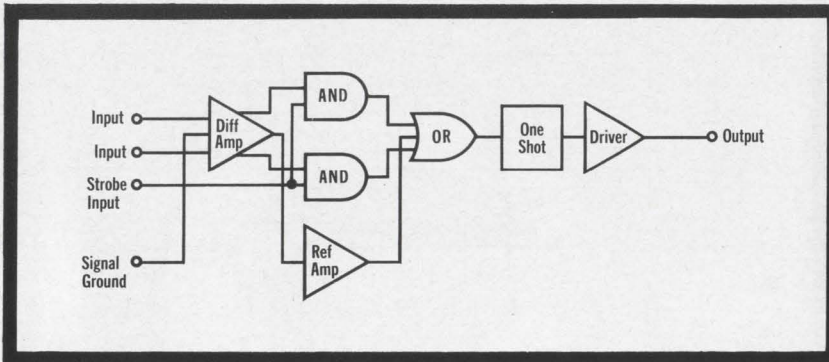 Input
Input
Strobe
Input
Signal
Ground
Diff
Amp
AND
AND
Ref
Amp
OR
One
Shot
Driver
Output